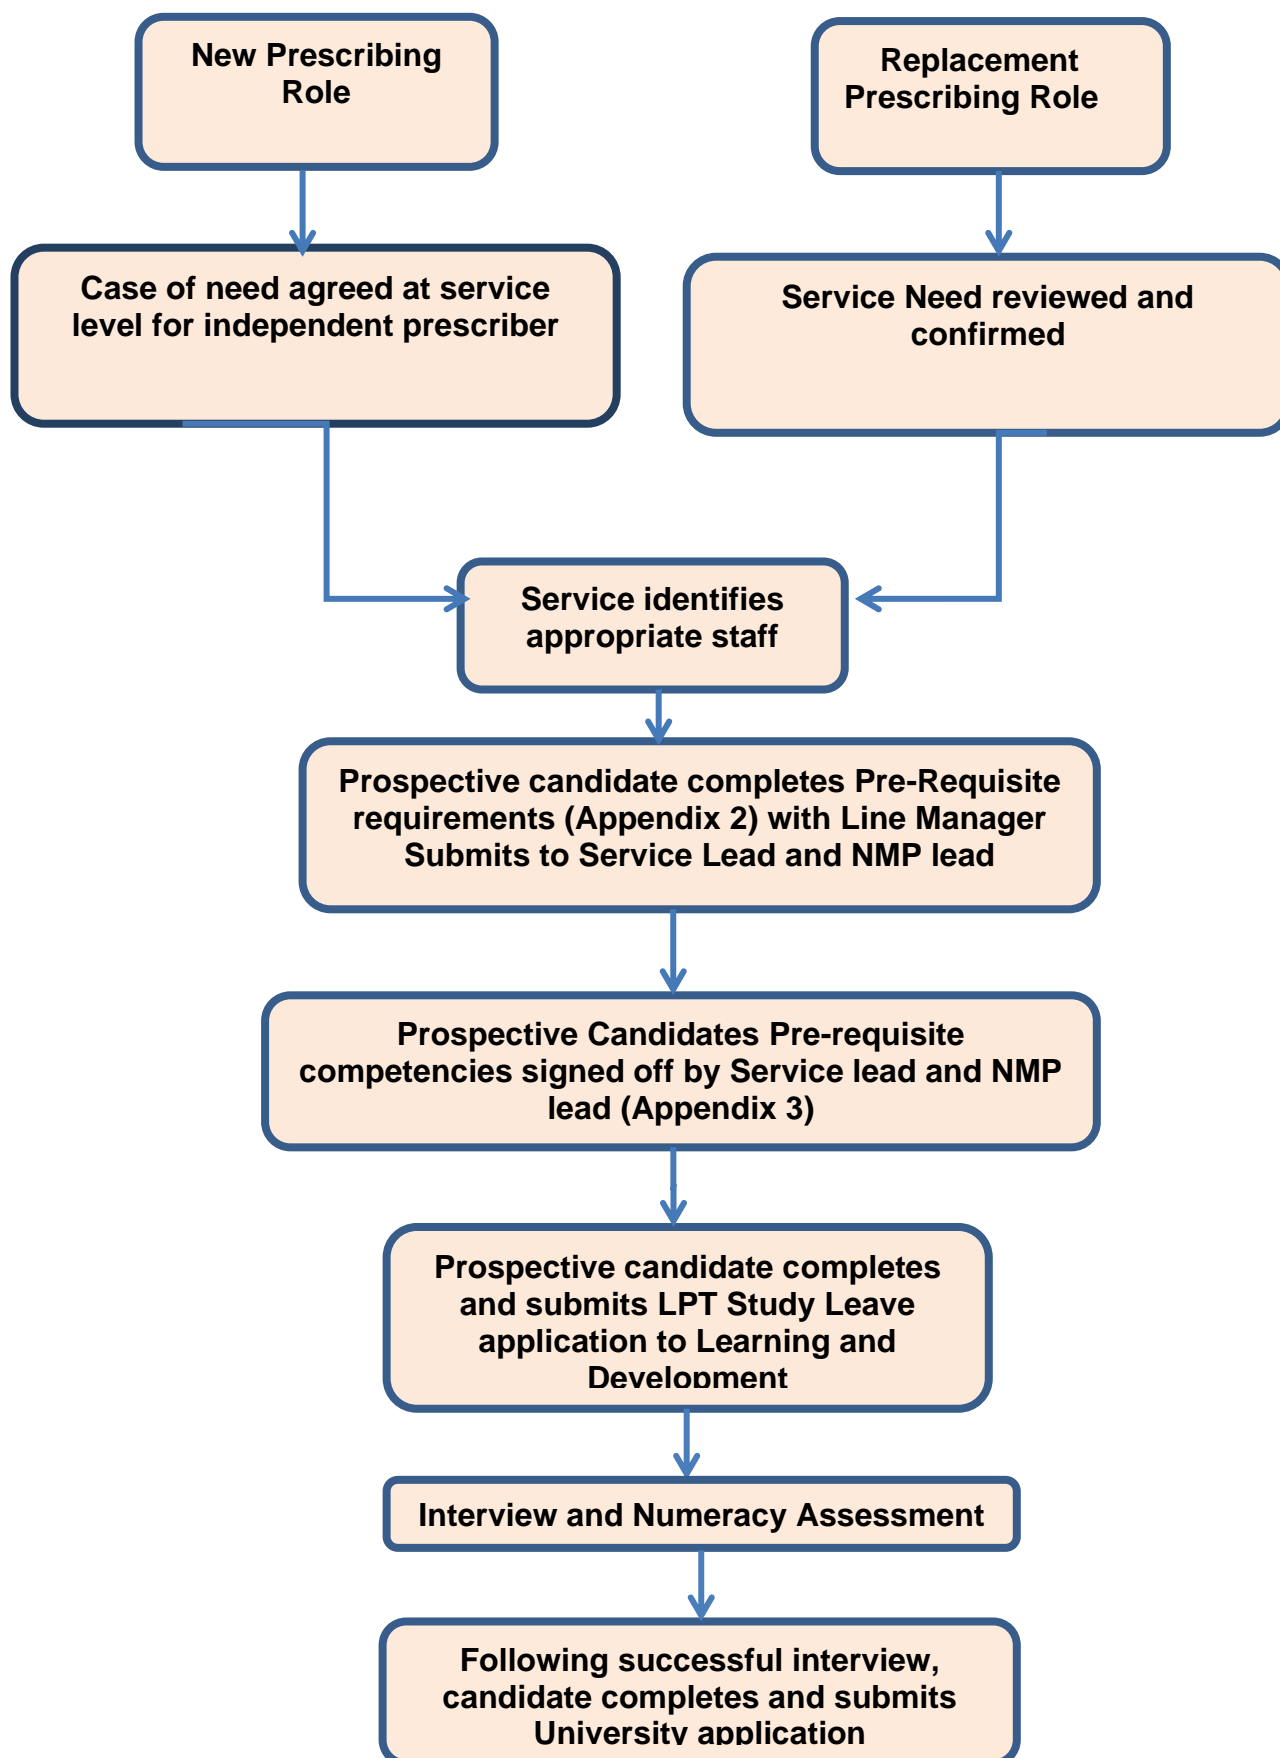 New Prescribing
Role
Replacement
Prescribing Role
Case of need agreed at service
level for independent prescriber
Service Need reviewed and
confirmed
Service identifies
appropriate staff
Prospective candidate completes Pre-Requisite
requirements (Appendix 2) with Line Manager
Submits to Service Lead and NMP lead
Prospective Candidates Pre-requisite
competencies signed off by Service lead and NMP
lead (Appendix 3)
Prospective candidate completes
and submits LPT Study Leave
application to Learning and
Development
Interview and Numeracy Assessment
Following successful interview,
candidate completes and submits
University application